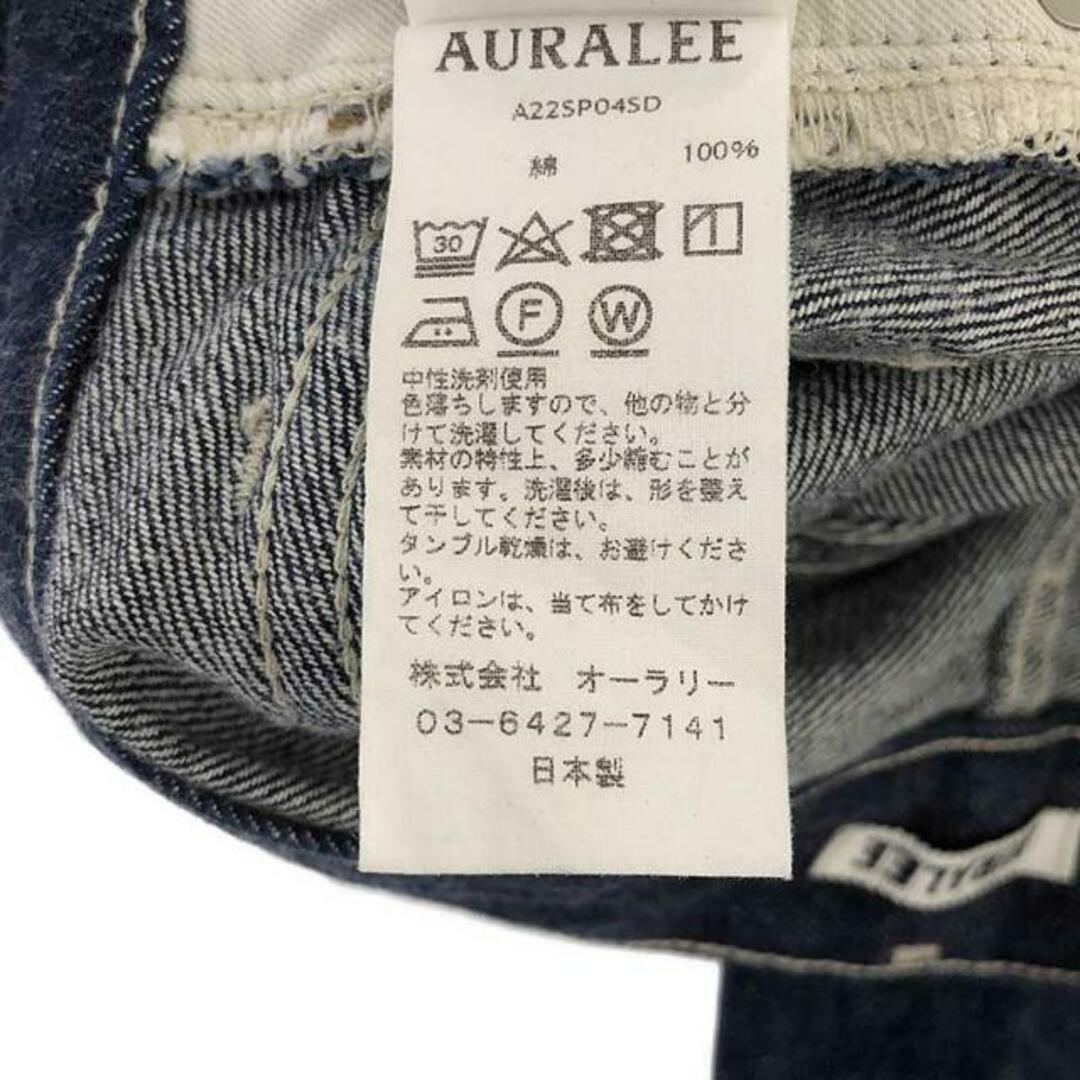 AURALEE
A22SP04SD
綿 100%
30
F W
中性洗剤使用
色落ちしますので、他の物と分
けて洗濯してください。
素材の特性上、多少縮むことが
あります。洗濯後は、形を整え
て干してください。
タンブル乾燥は、お避けくださ
い。
アイロンは、当て布をしてかけ
てください。
株式会社 オーラリー
03-6427-7141
日本製
AURALEE